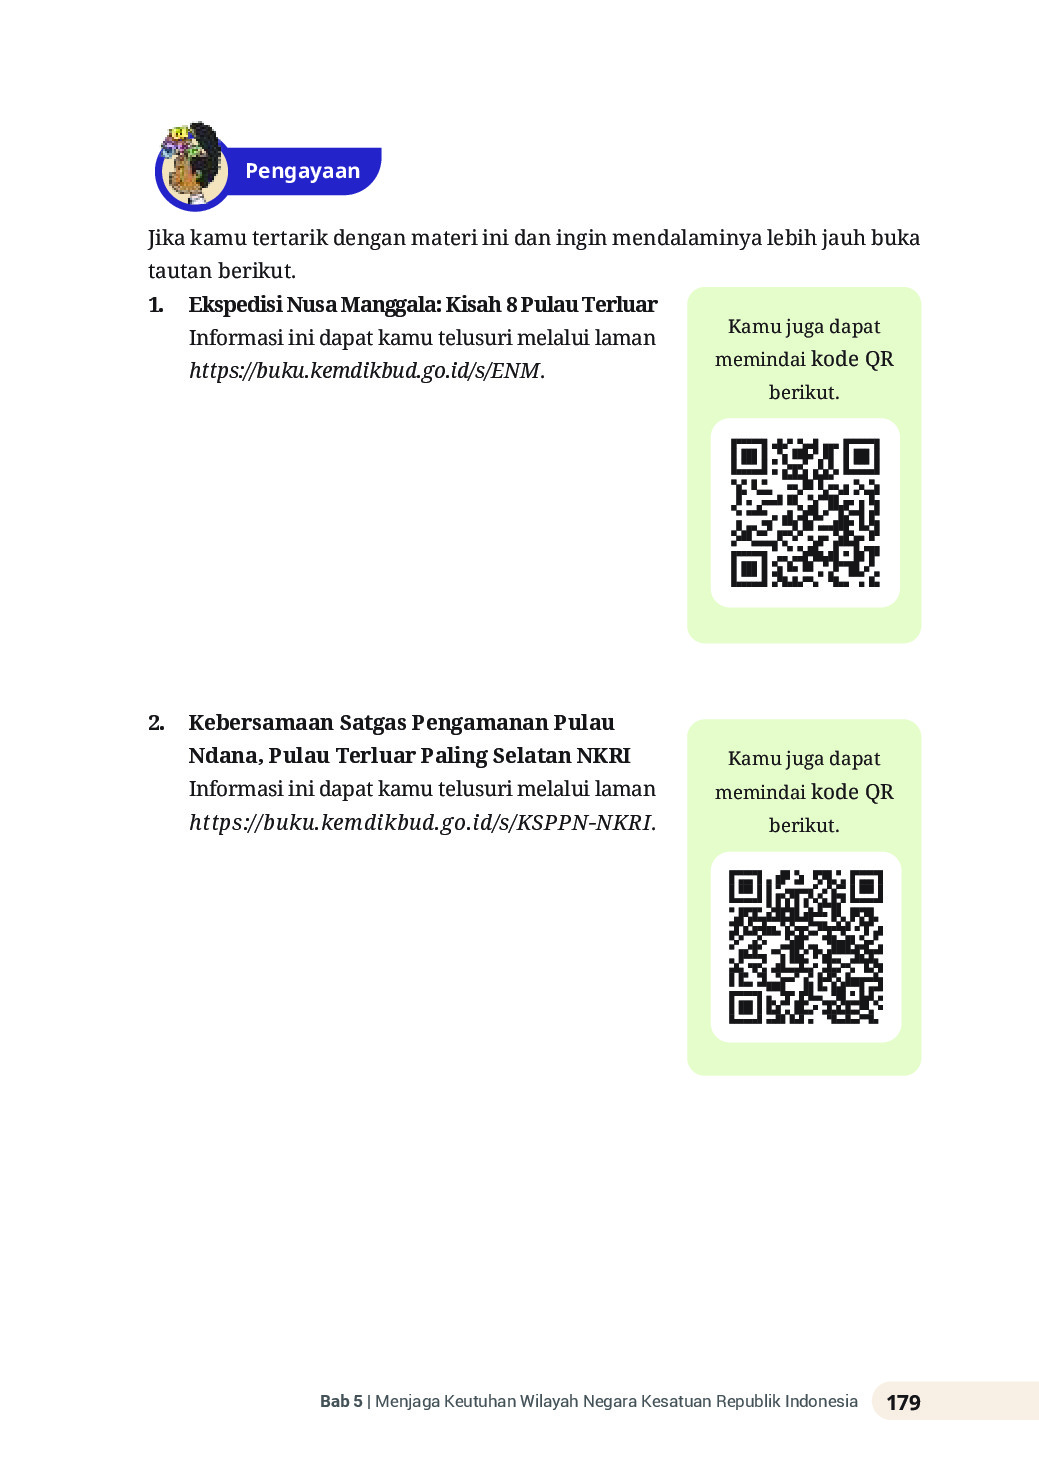 Pengayaan
Jika kamu tertarik dengan materi ini dan ingin mendalaminya lebih jauh buka
tautan berikut.
1. Ekspedisi Nusa Manggala: Kisah 8 Pulau Terluar
Informasi ini dapat kamu telusuri melalui laman
https://buku.kemdikbud.go.id/s/ENM.
Kamu juga dapat
memindai kode QR
berikut.
2. Kebersamaan Satgas Pengamanan Pulau
Ndana, Pulau Terluar Paling Selatan NKRI
Informasi ini dapat kamu telusuri melalui laman
https://buku.kemdikbud.go.id/s/KSPPN-NKRI.
Kamu juga dapat
memindai kode QR
berikut.
Bab 5 | Menjaga Keutuhan Wilayah Negara Kesatuan Republik Indonesia 179